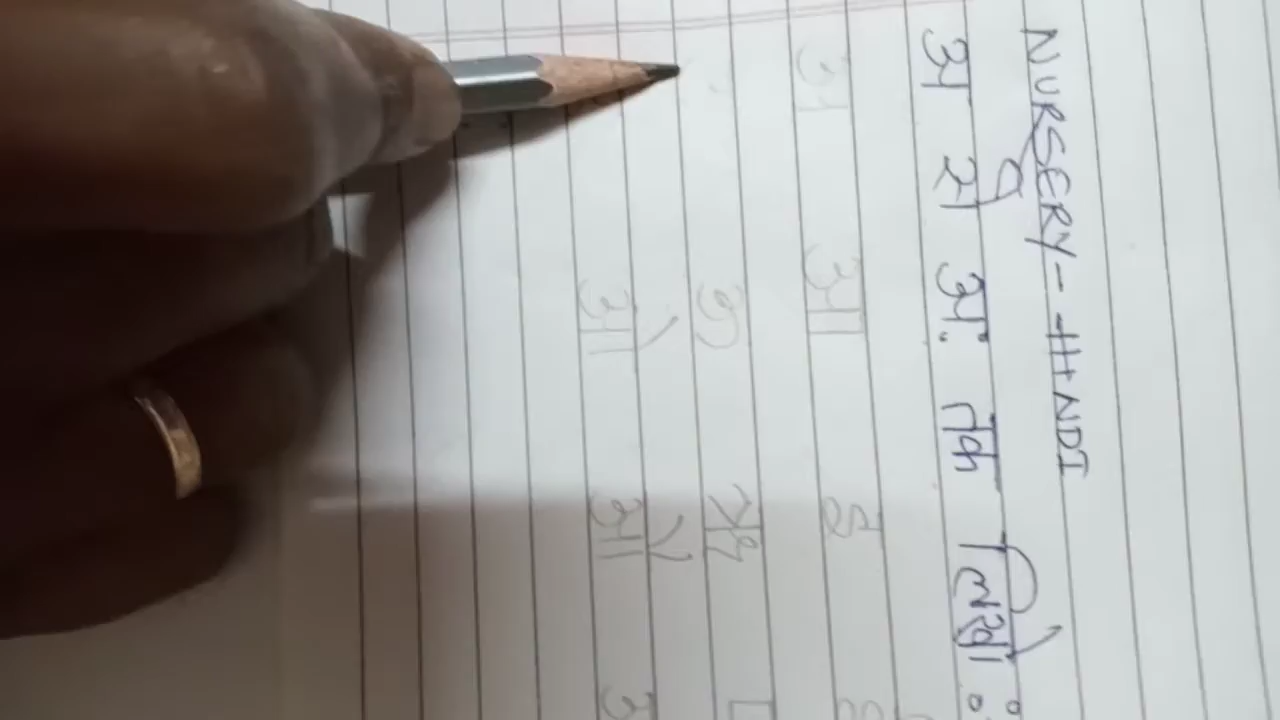 NURSERY - HINDI
अ से अः तक लिखो :
अ आ इ
ऊ ऋ
ओ औ